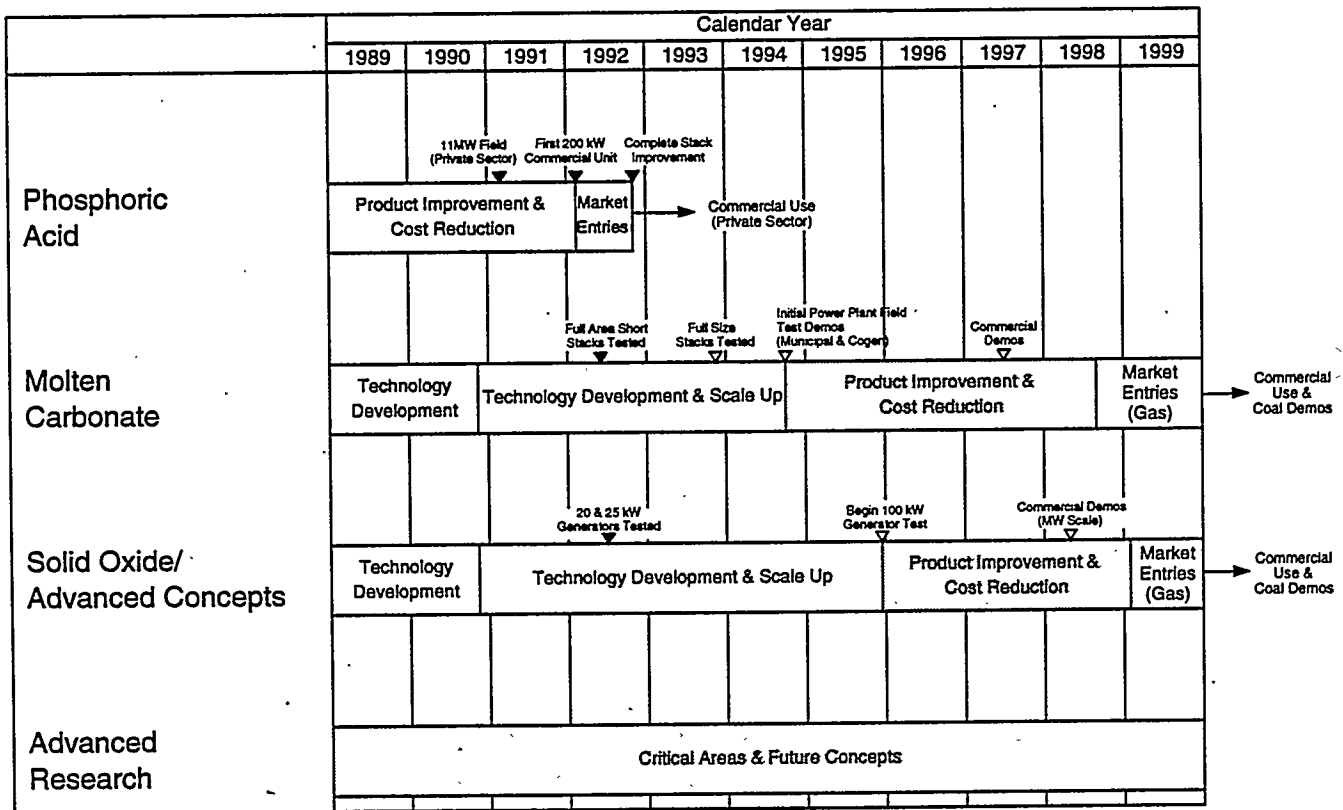 Calendar Year
1989 1990 1991 1992 1993 1994 1995 1996 1997 1998 1999
Phosphoric
Acid
11MW Field
(Private Sector)
First 200 kW
Commercial Unit
Complete Stack
Improvement
Product Improvement &
Cost Reduction
Market
Entries
Commercial Use
(Private Sector)
Molten
Carbonate
Full Area Short
Stacks Tested
Full Size
Stacks Tested
Initial Power Plant Field
Test Demos
(Municipal & Cogen)
Commercial
Demos
Technology
Development
Technology Development & Scale Up
Product Improvement &
Cost Reduction
Market
Entries
(Gas)
Commercial
Use &
Coal Demos
Solid Oxide/
Advanced Concepts
20 & 25 kW
Generators Tested
Begin 100 kW
Generator Test
Commercial Demos
(MW Scale)
Technology
Development
Technology Development & Scale Up
Product Improvement &
Cost Reduction
Market
Entries
(Gas)
Commercial
Use &
Coal Demos
Advanced
Research
Critical Areas & Future Concepts